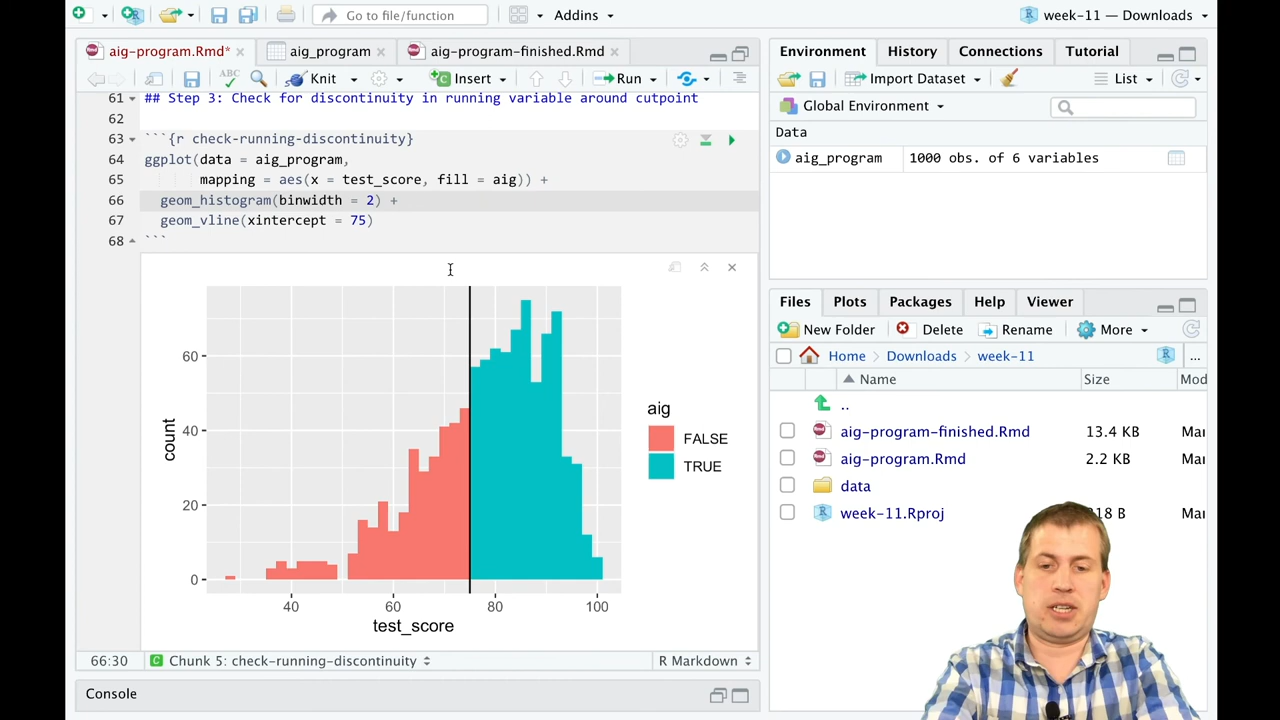 Go to file/function
Addins
week-11 — Downloads
aig-program.Rmd*
aig_program
aig-program-finished.Rmd
ABC
Knit
Insert
Run
61 ## Step 3: Check for discontinuity in running variable around cutpoint
62
63 ```{r check-running-discontinuity}
64 ggplot(data = aig_program,
65 mapping = aes(x = test_score, fill = aig)) +
66 geom_histogram(binwidth = 2) +
67 geom_vline(xintercept = 75)
68 ```
60
40
20
0
count
40 60 80 100
test_score
aig
FALSE
TRUE
66:30 Chunk 5: check-running-discontinuity R Markdown
Console
Environment History Connections Tutorial
Import Dataset List
Global Environment
Data
aig_program 1000 obs. of 6 variables
Files Plots Packages Help Viewer
New Folder Delete Rename More
Home Downloads week-11 ...
Name Size Mod
..
aig-program-finished.Rmd 13.4 KB Mar
aig-program.Rmd 2.2 KB Mar
data
week-11.Rproj 218 B Mar